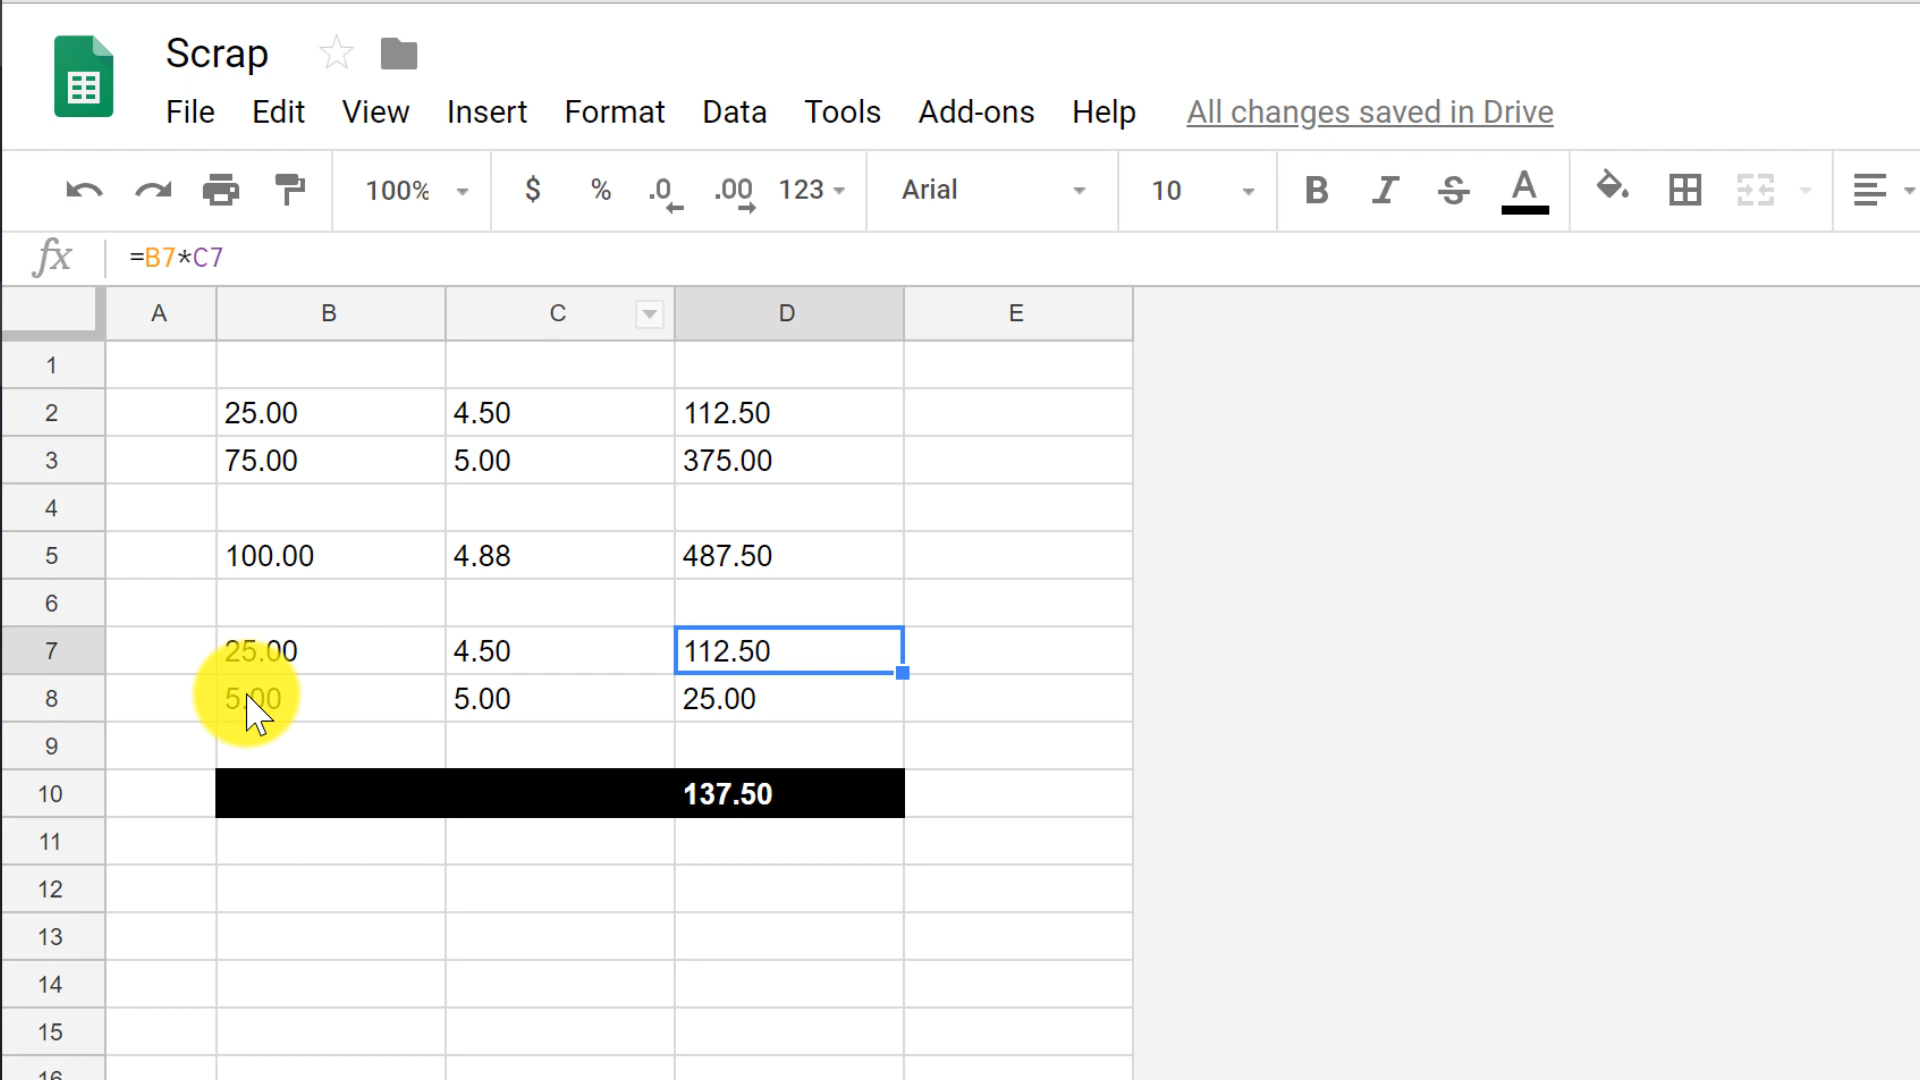 Scrap
File Edit View Insert Format Data Tools Add-ons Help All changes saved in Drive
100% $ % .0 .00 123 Arial 10 B I S A
fx =B7*C7
A B C D E
1
2 25.00 4.50 112.50
3 75.00 5.00 375.00
4
5 100.00 4.88 487.50
6
7 25.00 4.50 112.50
8 5.00 5.00 25.00
9
10 137.50
11
12
13
14
15
16